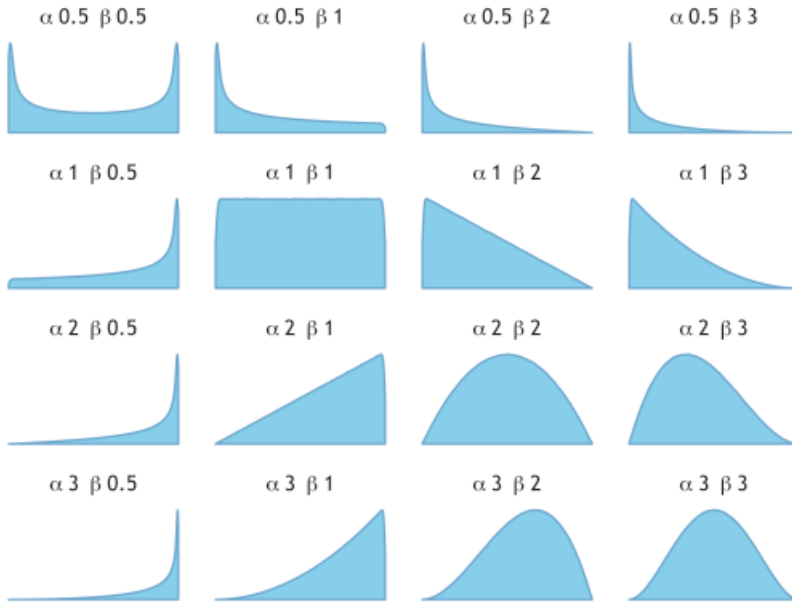 α 0.5 β 0.5 α 0.5 β 1 α 0.5 β 2 α 0.5 β 3
α 1 β 0.5 α 1 β 1 α 1 β 2 α 1 β 3
α 2 β 0.5 α 2 β 1 α 2 β 2 α 2 β 3
α 3 β 0.5 α 3 β 1 α 3 β 2 α 3 β 3